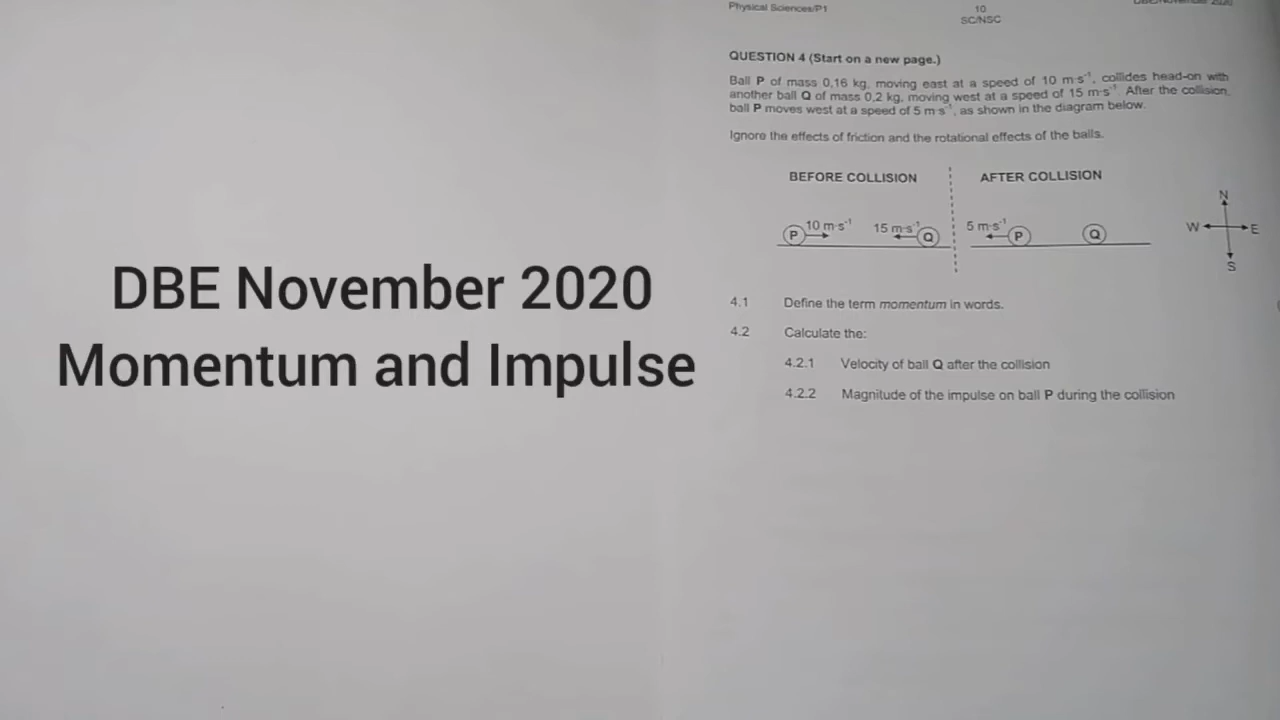 Physical Sciences/P1
10
SC/NSC
DBE/November 2020
DBE November 2020
Momentum and Impulse
QUESTION 4 (Start on a new page.)
Ball P of mass 0,16 kg, moving east at a speed of 10 m·s⁻¹, collides head-on with
another ball Q of mass 0,2 kg, moving west at a speed of 15 m·s⁻¹. After the collision,
ball P moves west at a speed of 5 m·s⁻¹, as shown in the diagram below.
Ignore the effects of friction and the rotational effects of the balls.
BEFORE COLLISION
AFTER COLLISION
P 10 m·s⁻¹ 15 m·s⁻¹ Q
5 m·s⁻¹ P Q
N
W E
S
4.1 Define the term momentum in words.
4.2 Calculate the:
4.2.1 Velocity of ball Q after the collision
4.2.2 Magnitude of the impulse on ball P during the collision